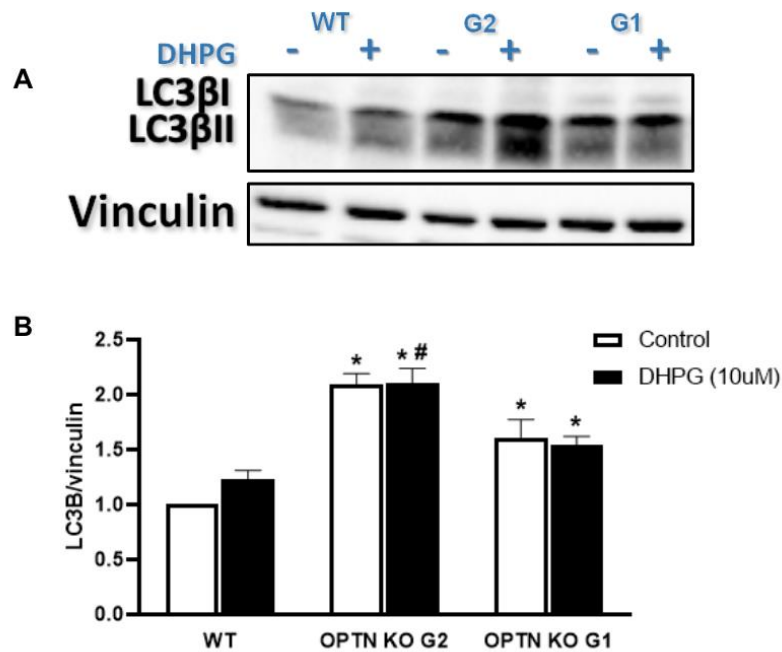 WT G2 G1
DHPG - + - + - +
A
LC3βI
LC3βII
Vinculin
B
2.5
2.0
1.5
1.0
0.5
0.0
LC3B/vinculin
* * #
* *
Control
DHPG (10uM)
WT OPTN KO G2 OPTN KO G1